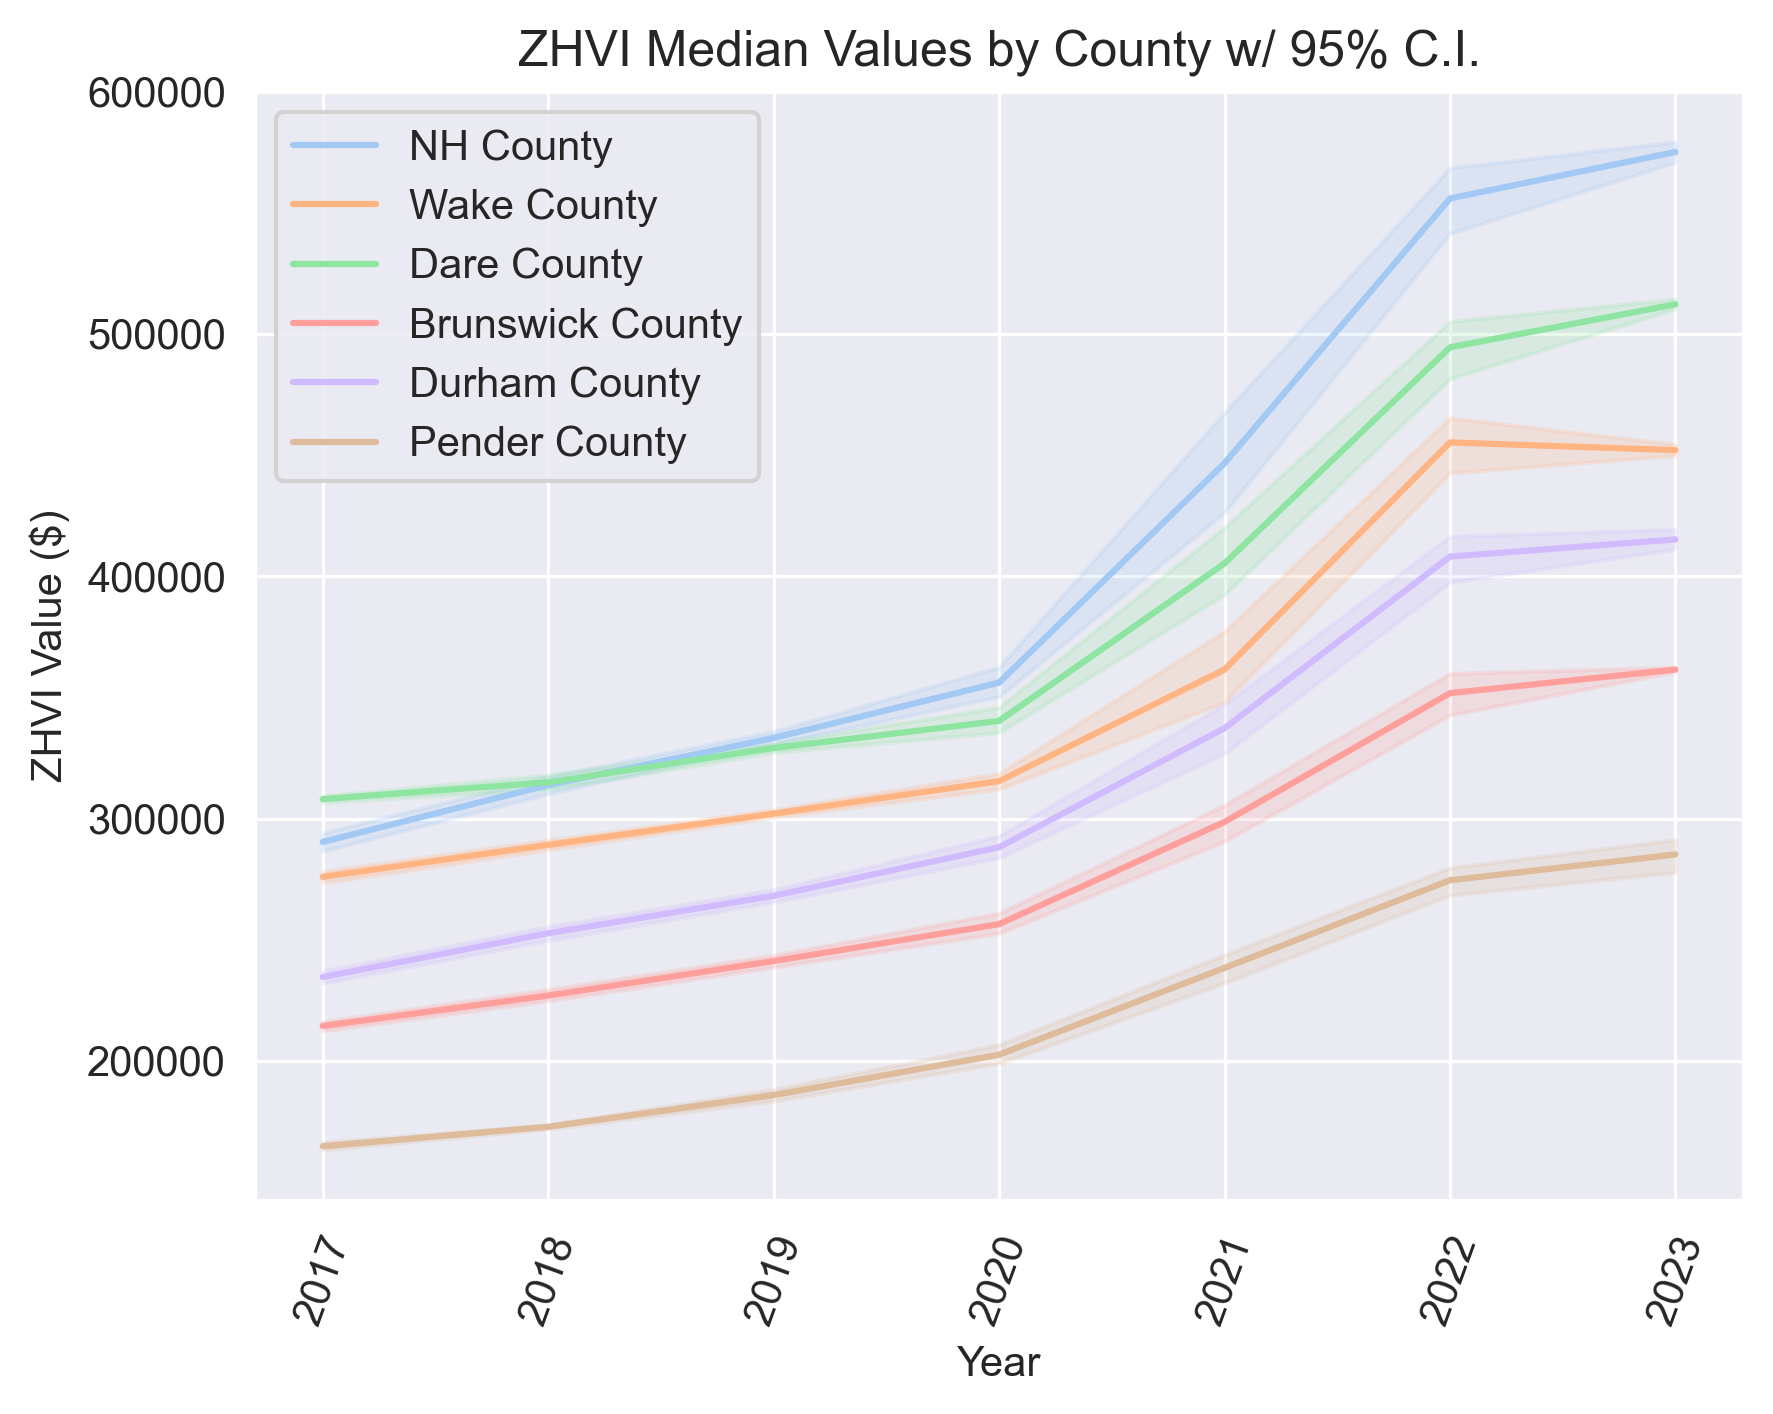 ZHVI Median Values by County w/ 95% C.I.
600000
500000
400000
300000
200000
ZHVI Value ($)
NH County
Wake County
Dare County
Brunswick County
Durham County
Pender County
2017
2018
2019
2020
2021
2022
2023
Year